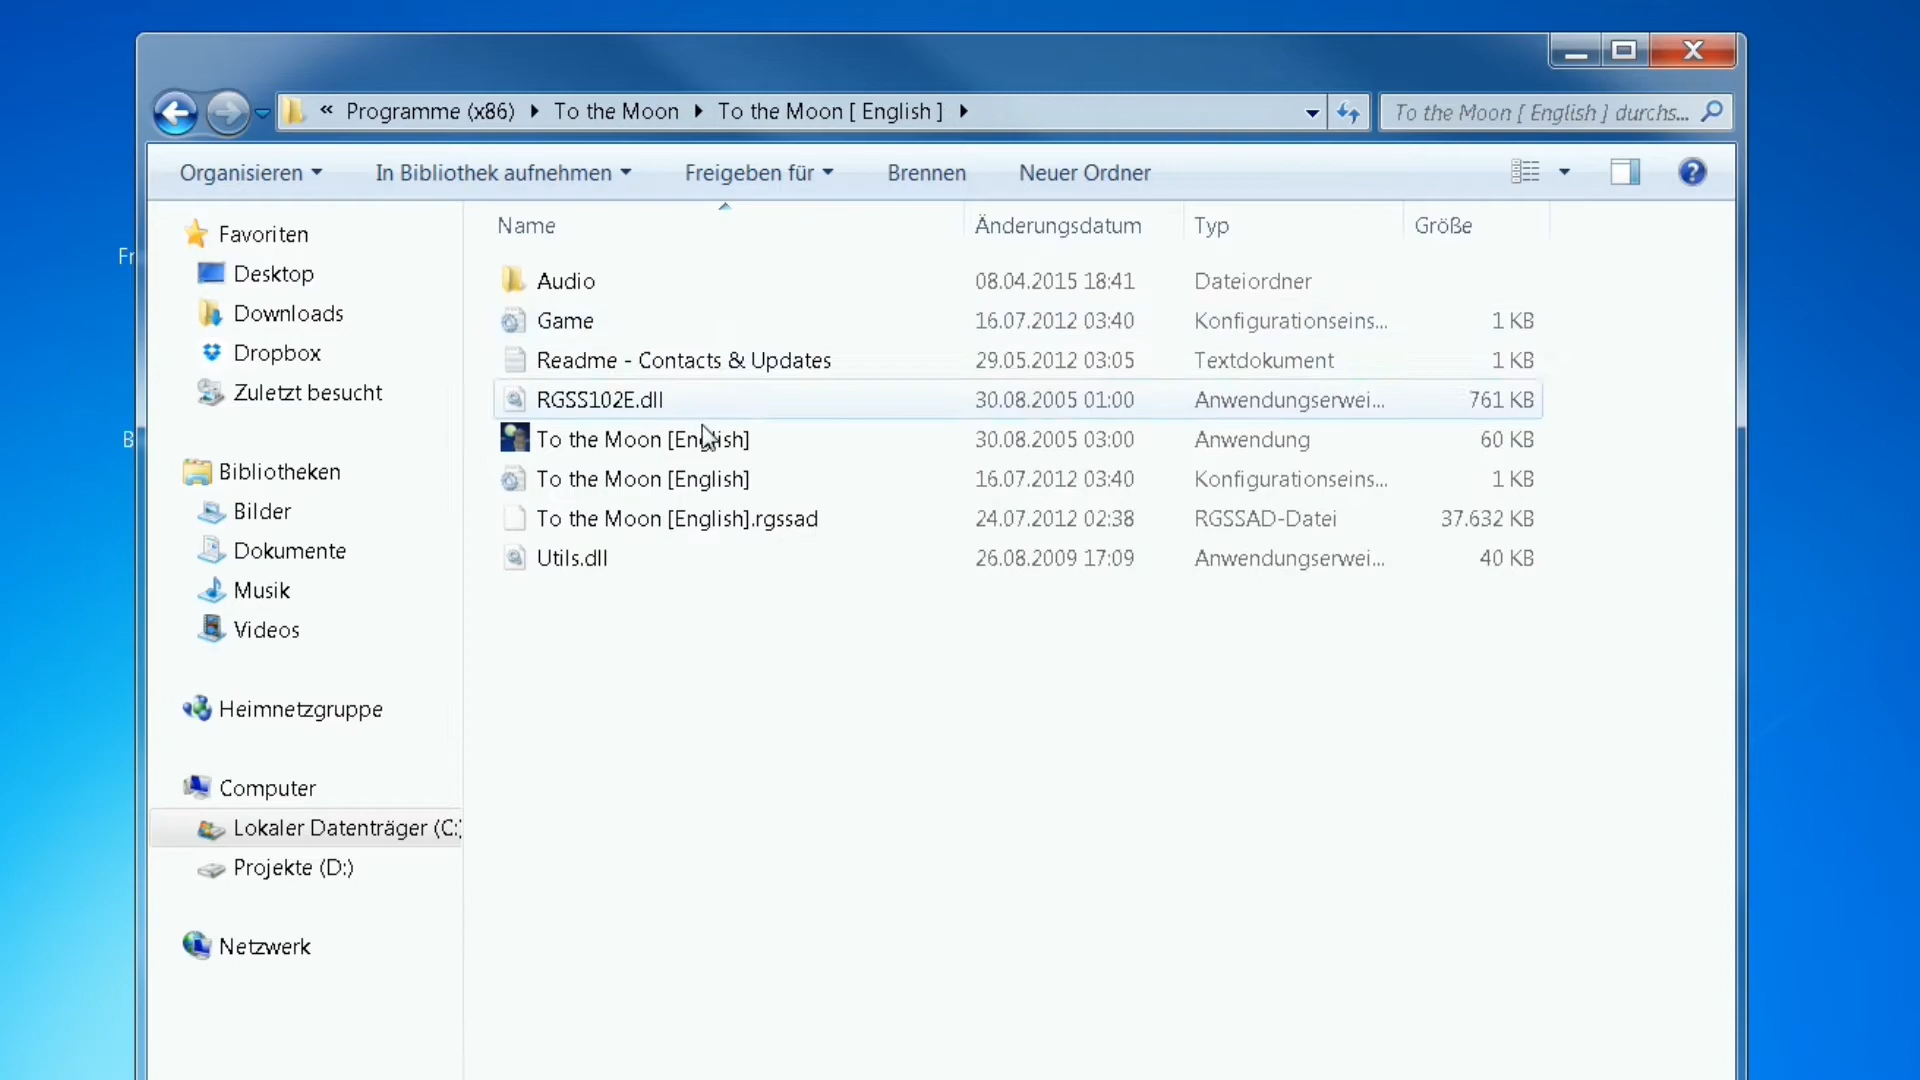 « Programme (x86) To the Moon To the Moon [ English ]
To the Moon [ English ] durchs...
Organisieren In Bibliothek aufnehmen Freigeben für Brennen Neuer Ordner
Favoriten
Desktop
Downloads
Dropbox
Zuletzt besucht
Bibliotheken
Bilder
Dokumente
Musik
Videos
Heimnetzgruppe
Computer
Lokaler Datenträger (C:)
Projekte (D:)
Netzwerk
Name Änderungsdatum Typ Größe
Audio 08.04.2015 18:41 Dateiordner
Game 16.07.2012 03:40 Konfigurationseins... 1 KB
Readme - Contacts & Updates 29.05.2012 03:05 Textdokument 1 KB
RGSS102E.dll 30.08.2005 01:00 Anwendungserwei... 761 KB
To the Moon [English] 30.08.2005 03:00 Anwendung 60 KB
To the Moon [English] 16.07.2012 03:40 Konfigurationseins... 1 KB
To the Moon [English].rgssad 24.07.2012 02:38 RGSSAD-Datei 37.632 KB
Utils.dll 26.08.2009 17:09 Anwendungserwei... 40 KB
Fr
B